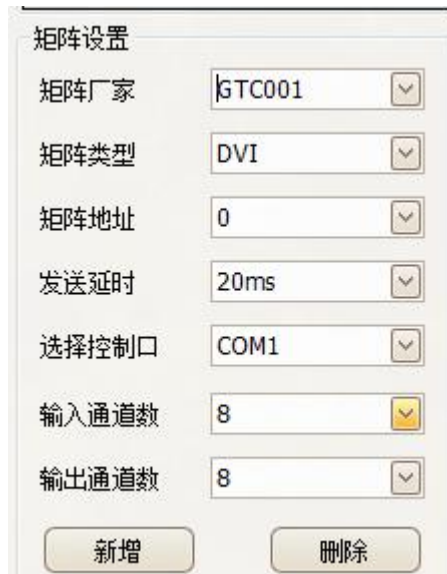 矩阵设置
矩阵厂家 GTC001
矩阵类型 DVI
矩阵地址 0
发送延时 20ms
选择控制口 COM1
输入通道数 8
输出通道数 8
新增 删除